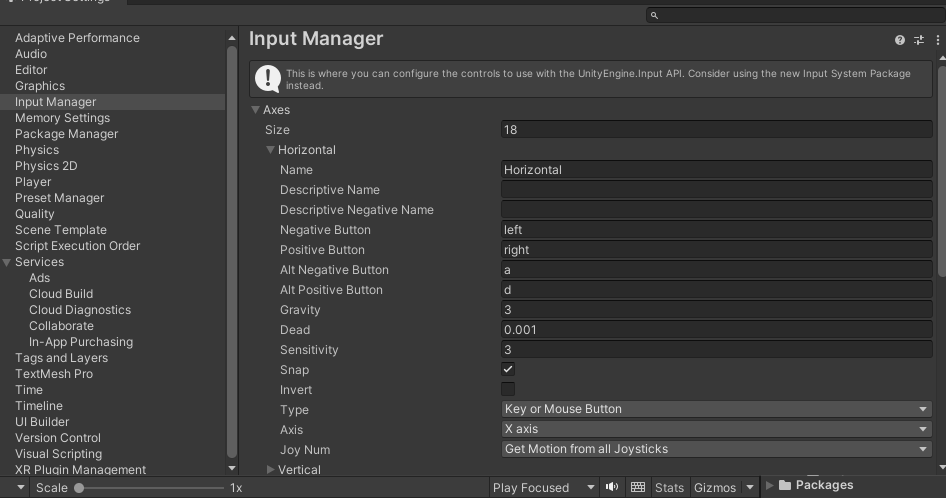 Project Settings
Input Manager
Adaptive Performance
Audio
Editor
Graphics
Input Manager
Memory Settings
Package Manager
Physics
Physics 2D
Player
Preset Manager
Quality
Scene Template
Script Execution Order
Services
Ads
Cloud Build
Cloud Diagnostics
Collaborate
In-App Purchasing
Tags and Layers
TextMesh Pro
Time
Timeline
UI Builder
Version Control
Visual Scripting
XR Plugin Management
This is where you can configure the controls to use with the UnityEngine.Input API. Consider using the new Input System Package
instead.
Axes
Size 18
Horizontal
Name Horizontal
Descriptive Name
Descriptive Negative Name
Negative Button left
Positive Button right
Alt Negative Button a
Alt Positive Button d
Gravity 3
Dead 0.001
Sensitivity 3
Snap
Invert
Type Key or Mouse Button
Axis X axis
Joy Num Get Motion from all Joysticks
Vertical
Scale 1x Play Focused Stats Gizmos Packages